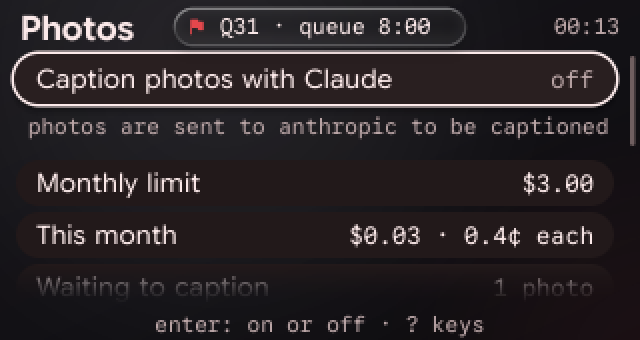 Photos Q31 · queue 8:00 00:13
Caption photos with Claude off
photos are sent to anthropic to be captioned
Monthly limit $3.00
This month $0.03 · 0.4¢ each
Waiting to caption 1 photo
enter: on or off · ? keys